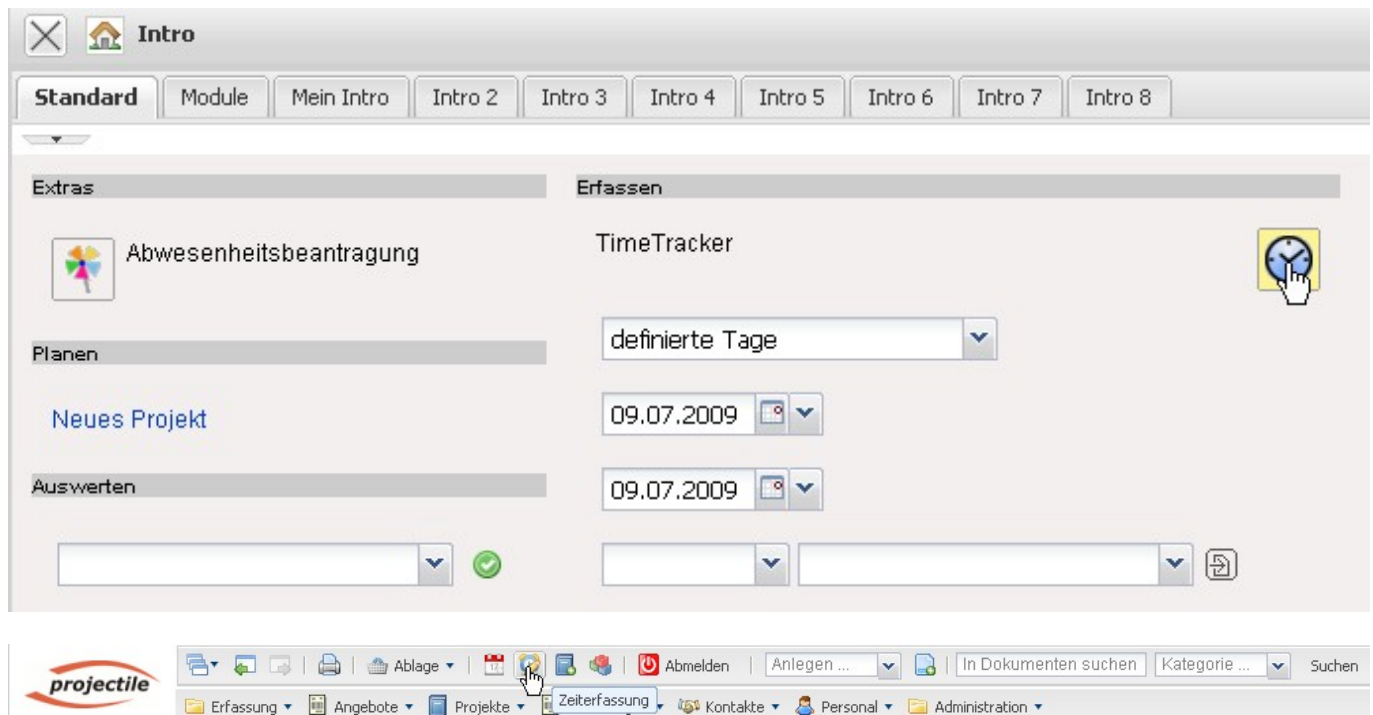 Intro
Standard Module Mein Intro Intro 2 Intro 3 Intro 4 Intro 5 Intro 6 Intro 7 Intro 8
Extras
Abwesenheitsbeantragung
Planen
Neues Projekt
Auswerten
Erfassen
TimeTracker
definierte Tage
09.07.2009
09.07.2009
projectile
Ablage Abmelden Anlegen ... In Dokumenten suchen Kategorie ... Suchen
Erfassung Angebote Projekte Zeiterfassung Kontakte Personal Administration